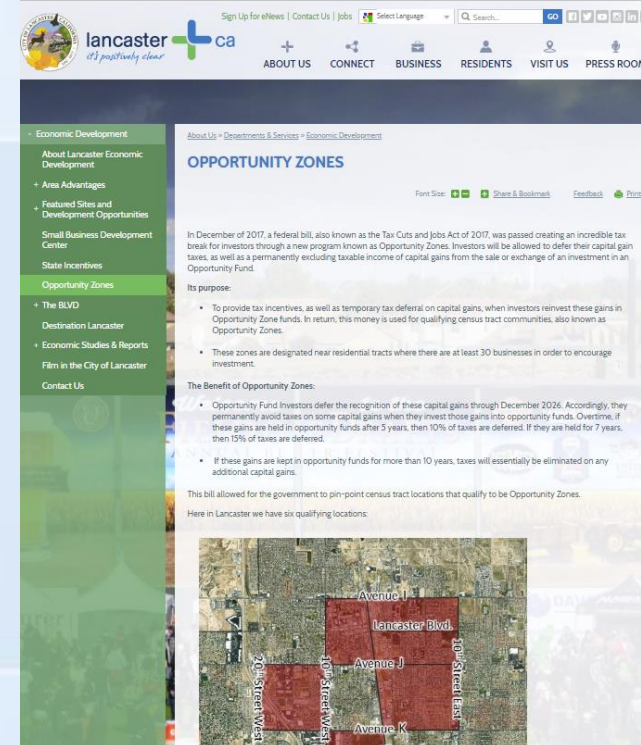 Sign Up for eNews | Contact Us | Jobs Select Language Search... GO
lancaster ca
it's positively clear
ABOUT US CONNECT BUSINESS RESIDENTS VISIT US PRESS ROOM
- Economic Development
About Lancaster Economic
Development
+ Area Advantages
+ Featured Sites and
Development Opportunities
Small Business Development
Center
State Incentives
Opportunity Zones
+ The BLVD
Destination Lancaster
+ Economic Studies & Reports
Film in the City of Lancaster
Contact Us
About Us » Departments & Services » Economic Development
OPPORTUNITY ZONES
Font Size: + - Share & Bookmark Feedback Print
In December of 2017, a federal bill, also known as the Tax Cuts and Jobs Act of 2017, was passed creating an incredible tax
break for investors through a new program known as Opportunity Zones. Investors will be allowed to defer their capital gain
taxes, as well as a permanently excluding taxable income of capital gains from the sale or exchange of an investment in an
Opportunity Fund.
Its purpose:
• To provide tax incentives, as well as temporary tax deferral on capital gains, when investors reinvest these gains in
Opportunity Zone funds. In return, this money is used for qualifying census tract communities, also known as
Opportunity Zones.
• These zones are designated near residential tracts where there are at least 30 businesses in order to encourage
investment.
The Benefit of Opportunity Zones:
• Opportunity Fund Investors defer the recognition of these capital gains through December 2026. Accordingly, they
permanently avoid taxes on some capital gains when they invest those gains into opportunity funds. Overtime, if
these gains are held in opportunity funds after 5 years, then 10% of taxes are deferred. If they are held for 7 years,
then 15% of taxes are deferred.
• If these gains are kept in opportunity funds for more than 10 years, taxes will essentially be eliminated on any
additional capital gains.
This bill allowed for the government to pin-point census tract locations that qualify to be Opportunity Zones.
Here in Lancaster we have six qualifying locations:
Avenue I
Lancaster Blvd.
Avenue J
20th Street West
10th Street West
10th Street East
Avenue K